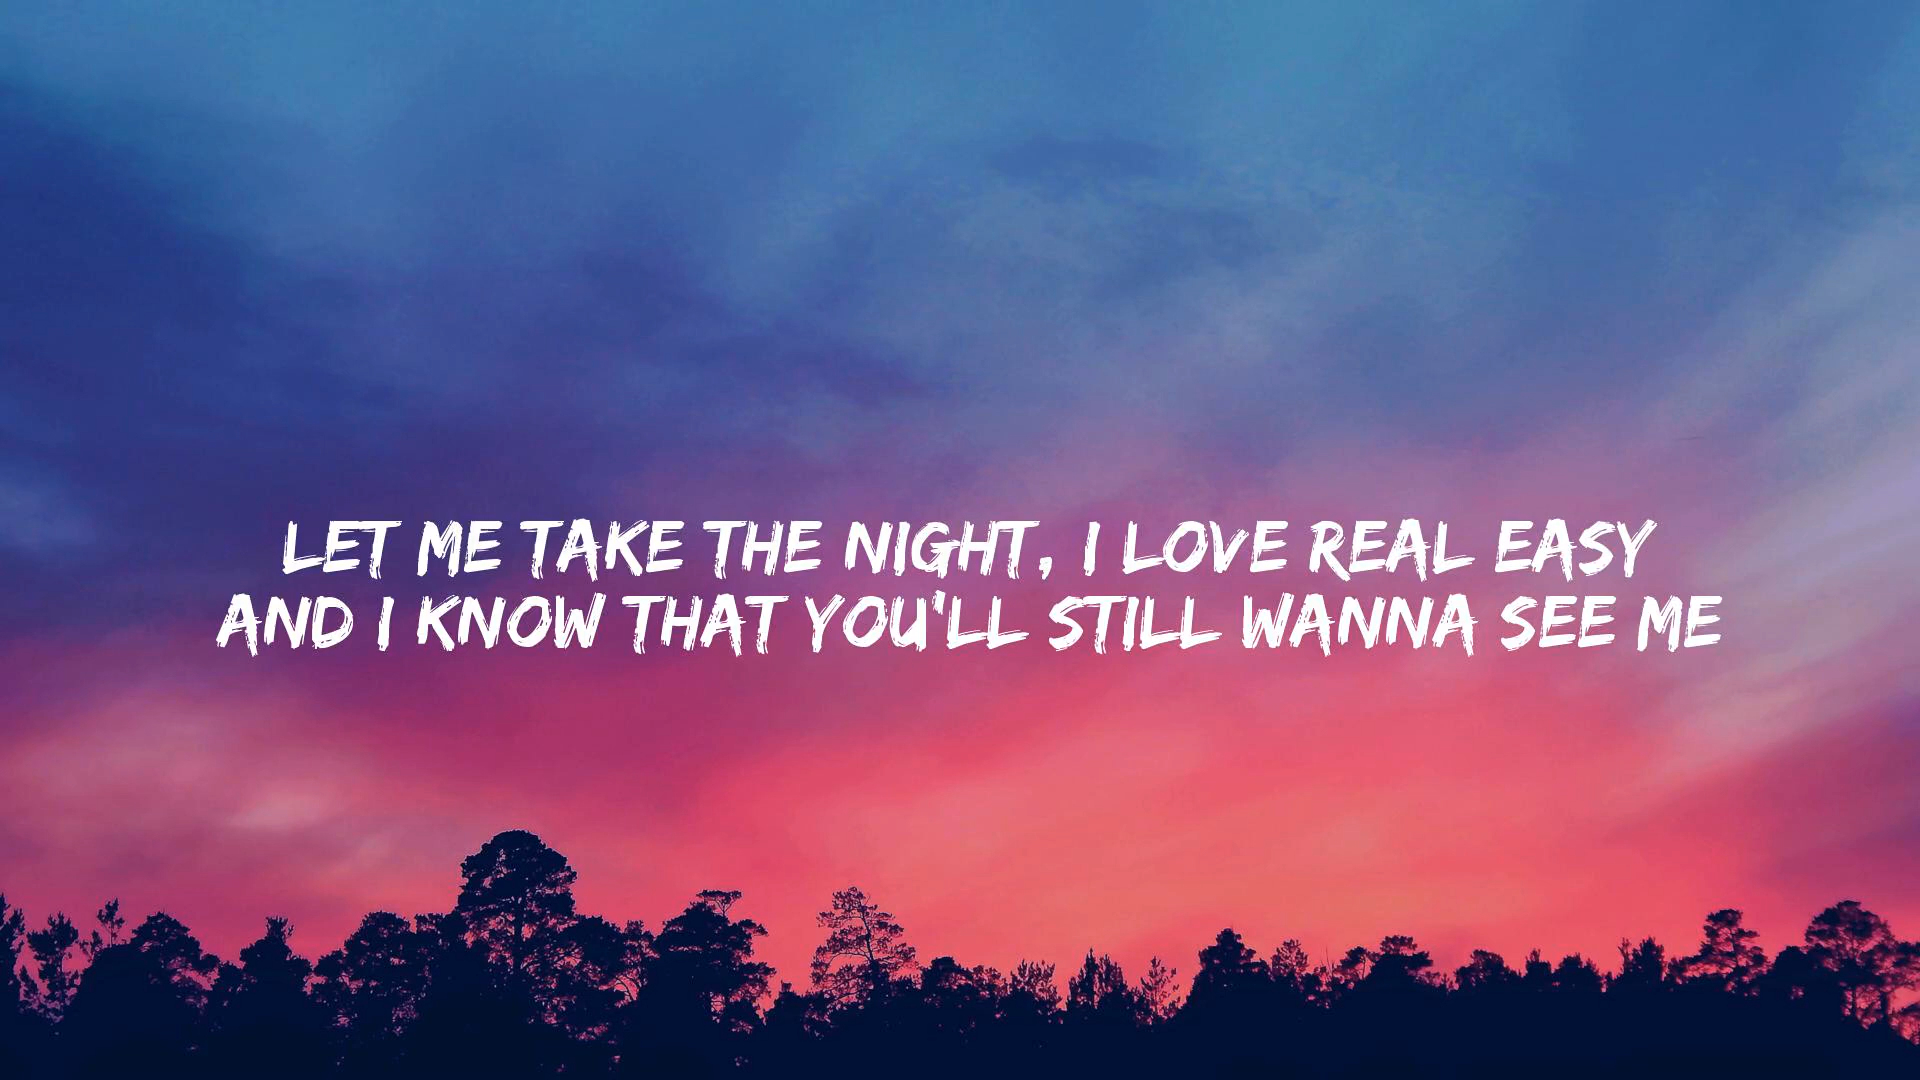 LET ME TAKE THE NIGHT, I LOVE REAL EASY
AND I KNOW THAT YOU'LL STILL WANNA SEE ME